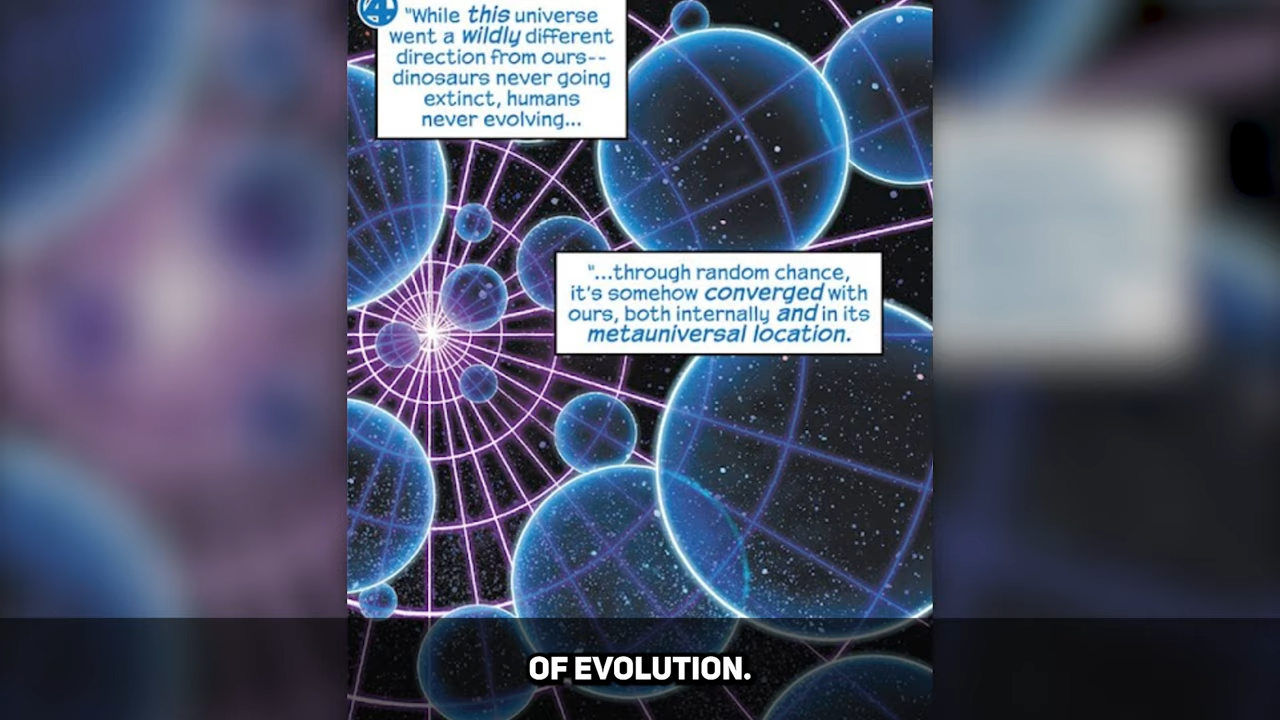 4
"While this universe
went a wildly different
direction from ours--
dinosaurs never going
extinct, humans
never evolving...
"...through random chance,
it's somehow converged with
ours, both internally and in its
metauniversal location.
OF EVOLUTION.